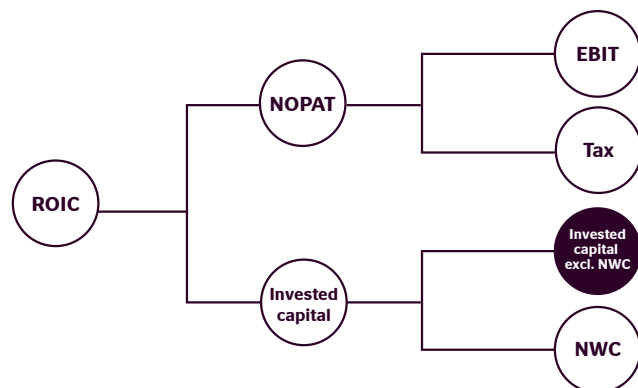 EBIT
NOPAT
Tax
ROIC
Invested
capital
excl. NWC
Invested
capital
NWC